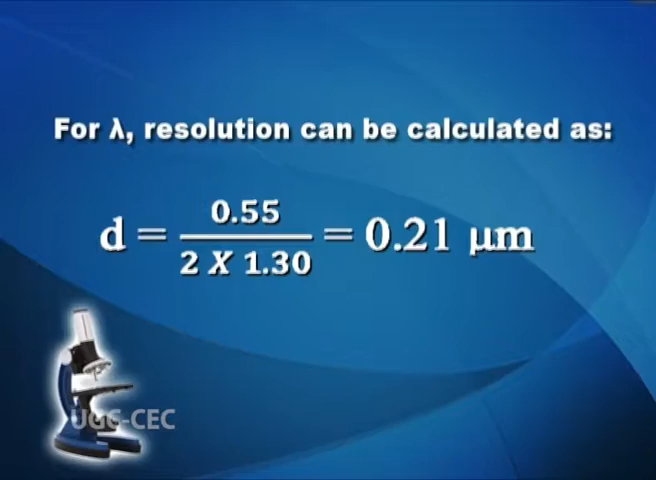 For λ, resolution can be calculated as:
d = 0.55 / 2 X 1.30 = 0.21 μm
UGC-CEC